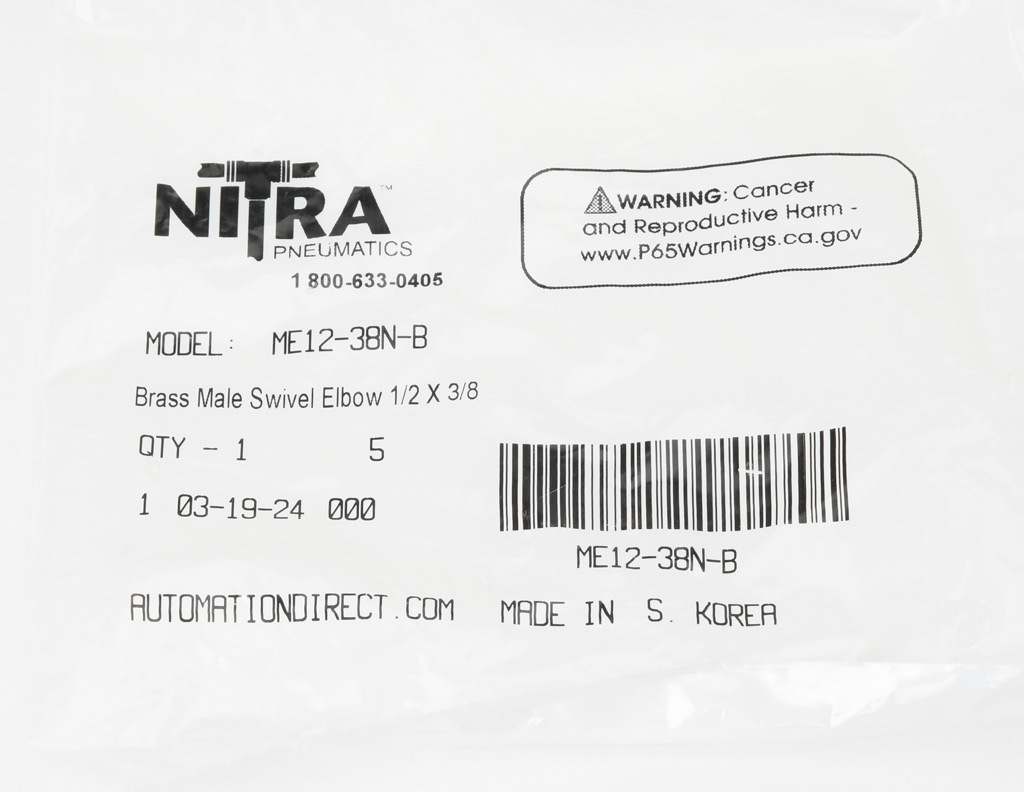 NITRA™
PNEUMATICS
1 800-633-0405
⚠WARNING: Cancer
and Reproductive Harm -
www.P65Warnings.ca.gov
MODEL: ME12-38N-B
Brass Male Swivel Elbow 1/2 X 3/8
QTY - 1 5
1 03-19-24 000
ME12-38N-B
AUTOMATIONDIRECT.COM MADE IN S. KOREA